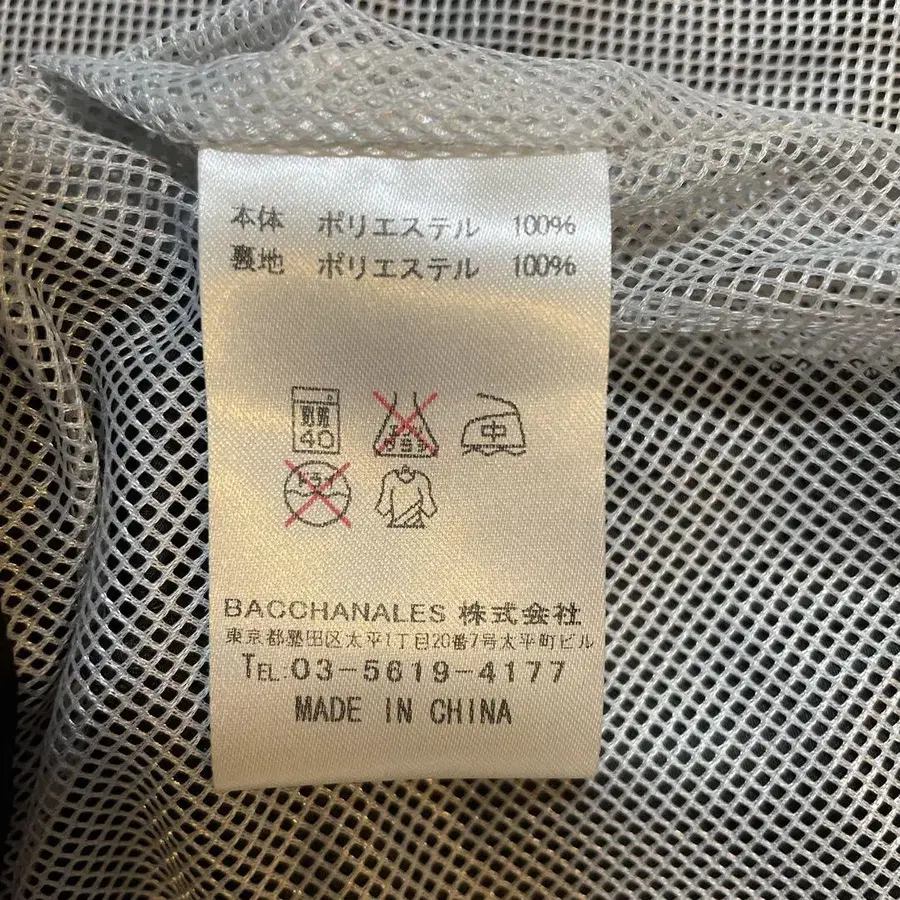 本体 ポリエステル 100%
裏地 ポリエステル 100%
40 中
BACCHANALES 株式会社
東京都墨田区太平1丁目20番7号太平町ビル
TEL.03-5619-4177
MADE IN CHINA